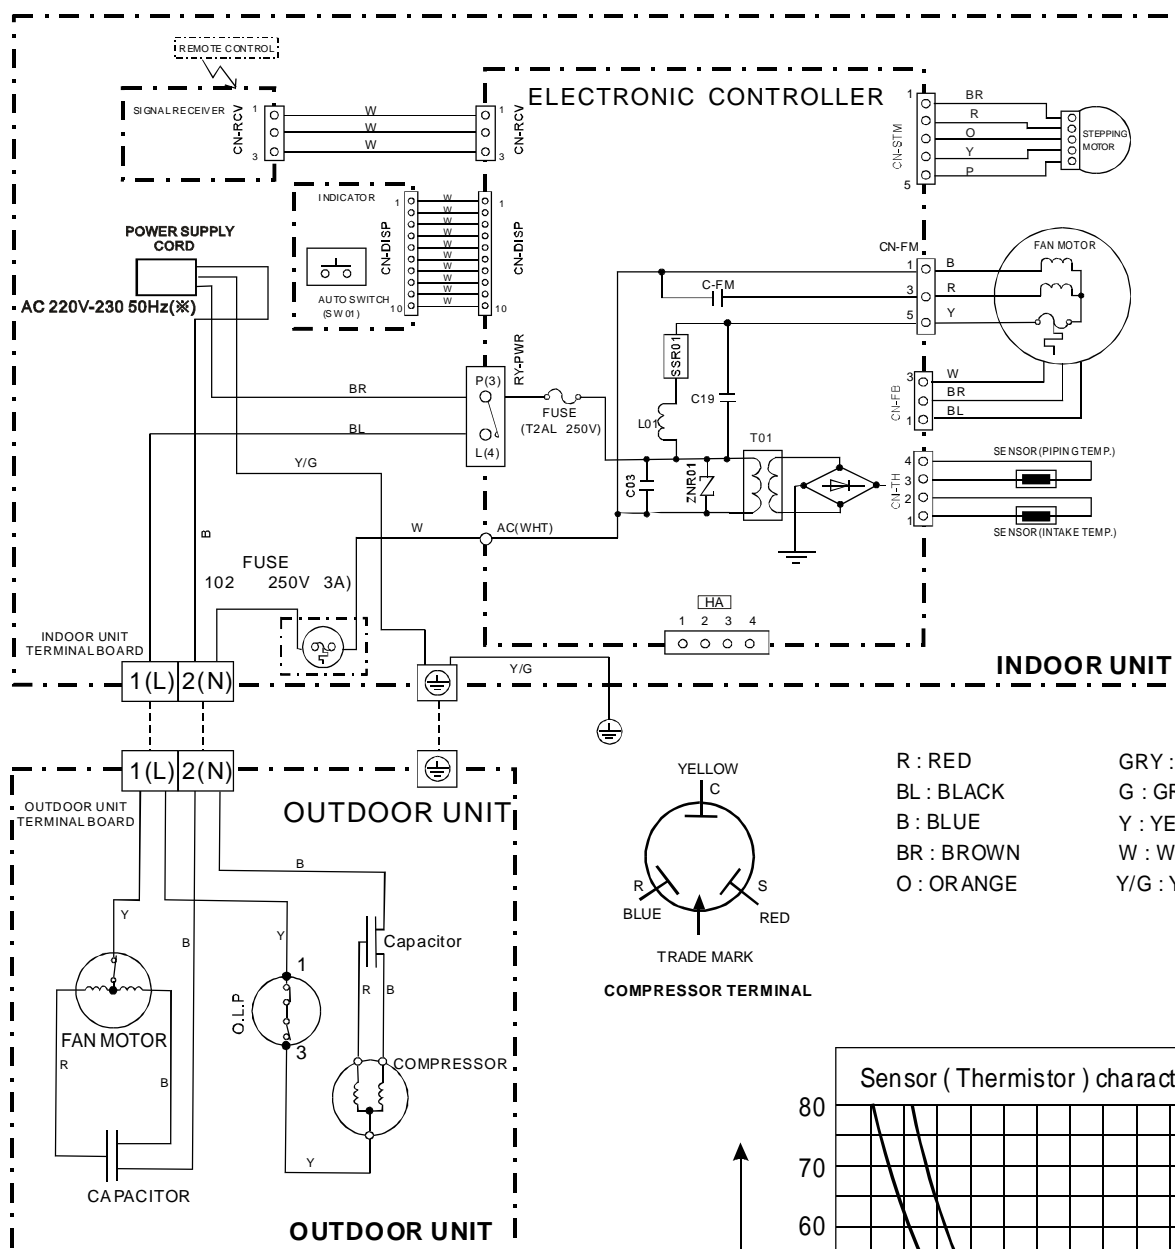 REMOTE CONTROL
SIGNAL RECEIVER
CN-RCV
1
3
W
W
W
1
3
CN-RCV
ELECTRONIC CONTROLLER
1
5
CN-STM
BR
R
O
Y
P
STEPPING
MOTOR
INDICATOR
AUTO SWITCH
(SW01)
CN-DISP
1
10
W
W
W
W
W
W
W
W
W
W
1
10
CN-DISP
POWER SUPPLY
CORD
AC 220V-230 50Hz(※)
CN-FM
1
3
5
B
R
Y
FAN MOTOR
C-FM
SSR01
L01
C19
RY-PWR
P(3)
L(4)
BR
BL
Y/G
FUSE
(T2AL 250V)
T01
C03
ZNR01
CN-FB
3
1
W
BR
BL
CN-TH
4
3
2
1
SENSOR(PIPING TEMP.)
SENSOR(INTAKE TEMP.)
W
AC(WHT)
B
FUSE
102 250V 3A)
HA
1 2 3 4
INDOOR UNIT
TERMINAL BOARD
1(L) 2(N)
Y/G
INDOOR UNIT
1(L) 2(N)
OUTDOOR UNIT
TERMINAL BOARD
OUTDOOR UNIT
B
Y
B
Y
Capacitor
R
B
1
O.L.P
3
FAN MOTOR
R
B
COMPRESSOR
Y
CAPACITOR
OUTDOOR UNIT
YELLOW
C
R
BLUE
S
RED
TRADE MARK
COMPRESSOR TERMINAL
R : RED
BL : BLACK
B : BLUE
BR : BROWN
O : ORANGE
GRY :
G : GR
Y : YE
W : W
Y/G : Y
Sensor ( Thermistor ) charact
80
70
60